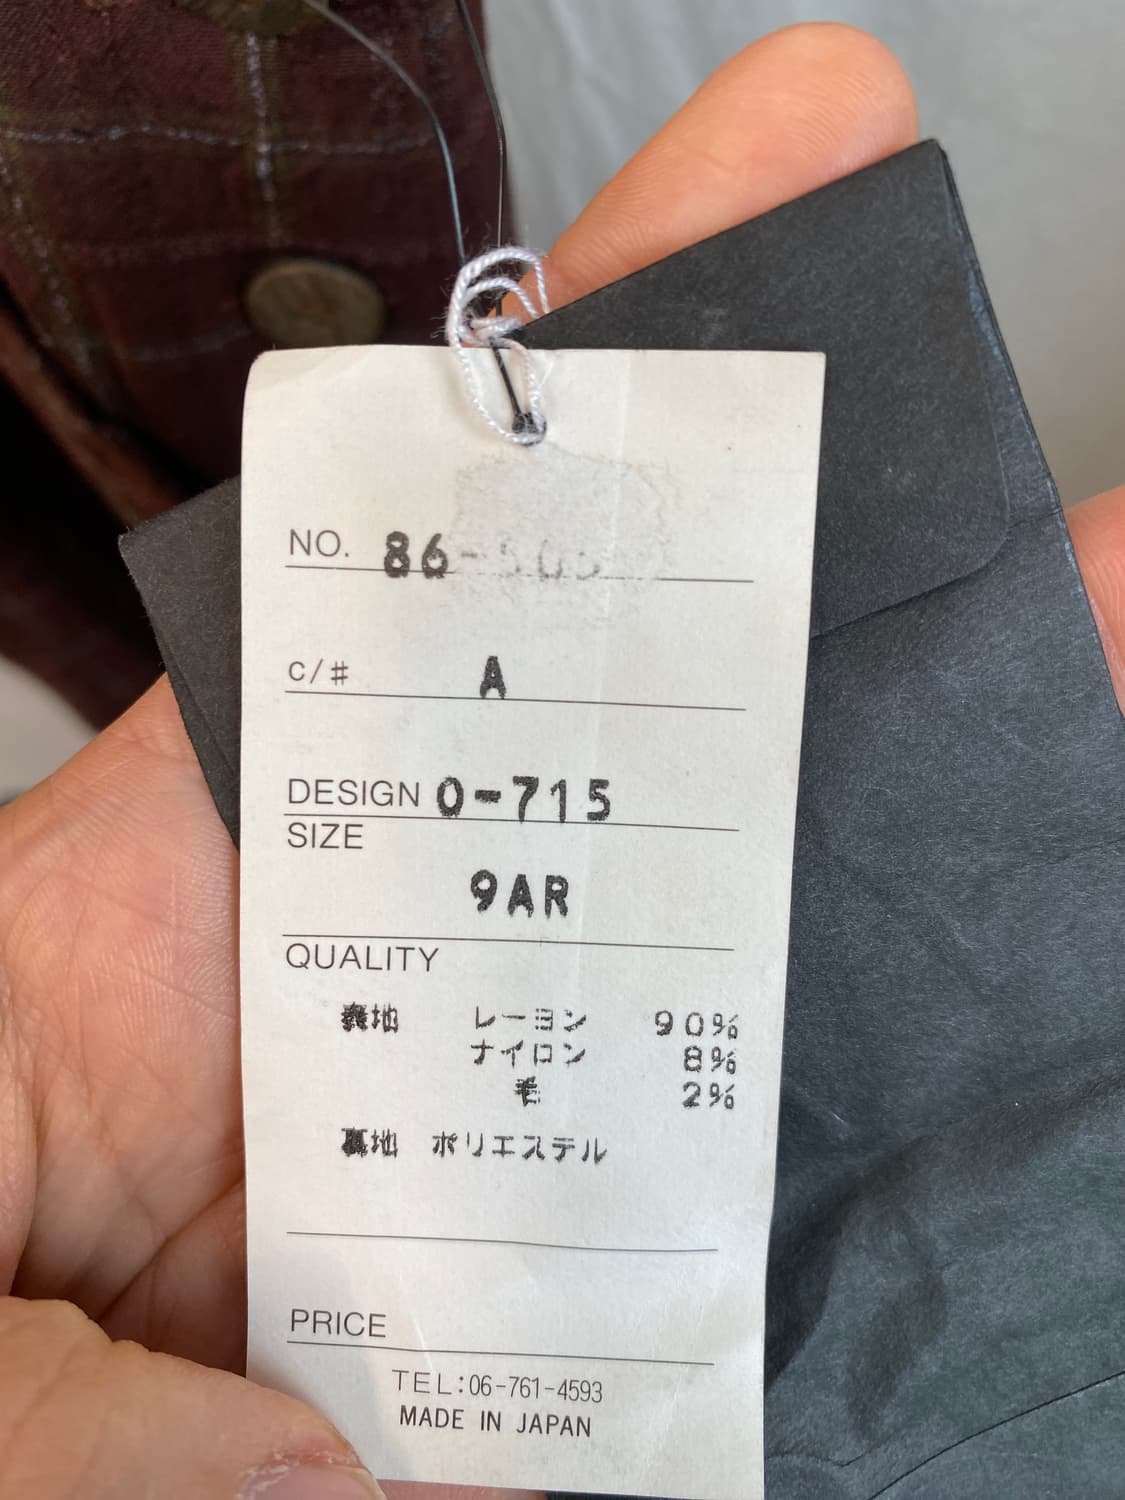 NO. 86-
C/# A
DESIGN 0-715
SIZE
9AR
QUALITY
表地 レーヨン 90%
ナイロン 8%
毛 2%
裏地 ポリエステル
PRICE
TEL:06-761-4593
MADE IN JAPAN